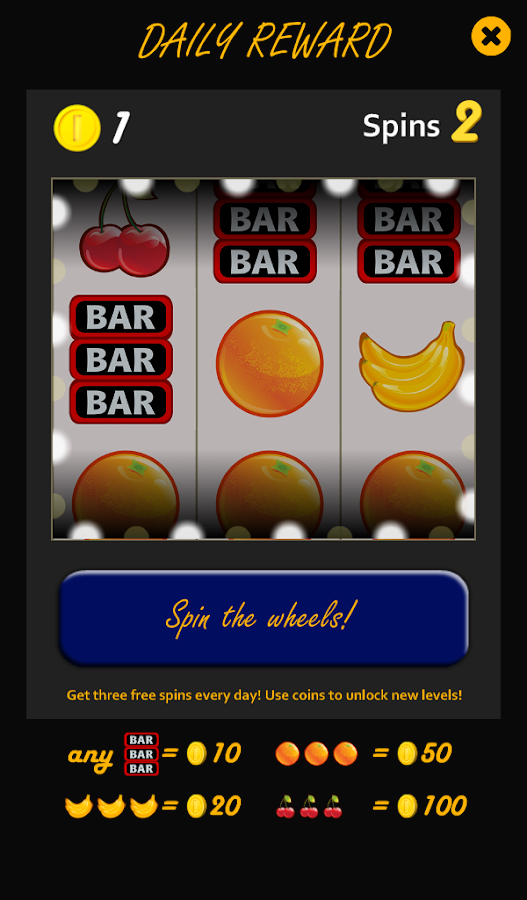 DAILY REWARD
1 Spins 2
BAR BAR
BAR BAR
BAR
BAR
BAR
Spin the wheels!
Get three free spins every day! Use coins to unlock new levels!
any BAR BAR BAR = 10 = 50
= 20 = 100